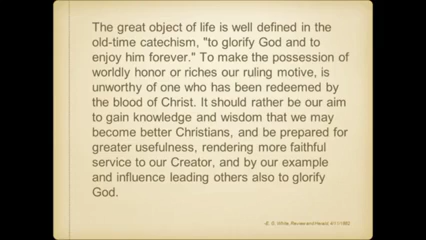 The great object of life is well defined in the
old-time catechism, "to glorify God and to
enjoy him forever." To make the possession of
worldly honor or riches our ruling motive, is
unworthy of one who has been redeemed by
the blood of Christ. It should rather be our aim
to gain knowledge and wisdom that we may
become better Christians, and be prepared for
greater usefulness, rendering more faithful
service to our Creator, and by our example
and influence leading others also to glorify
God.
White, Review and Herald,